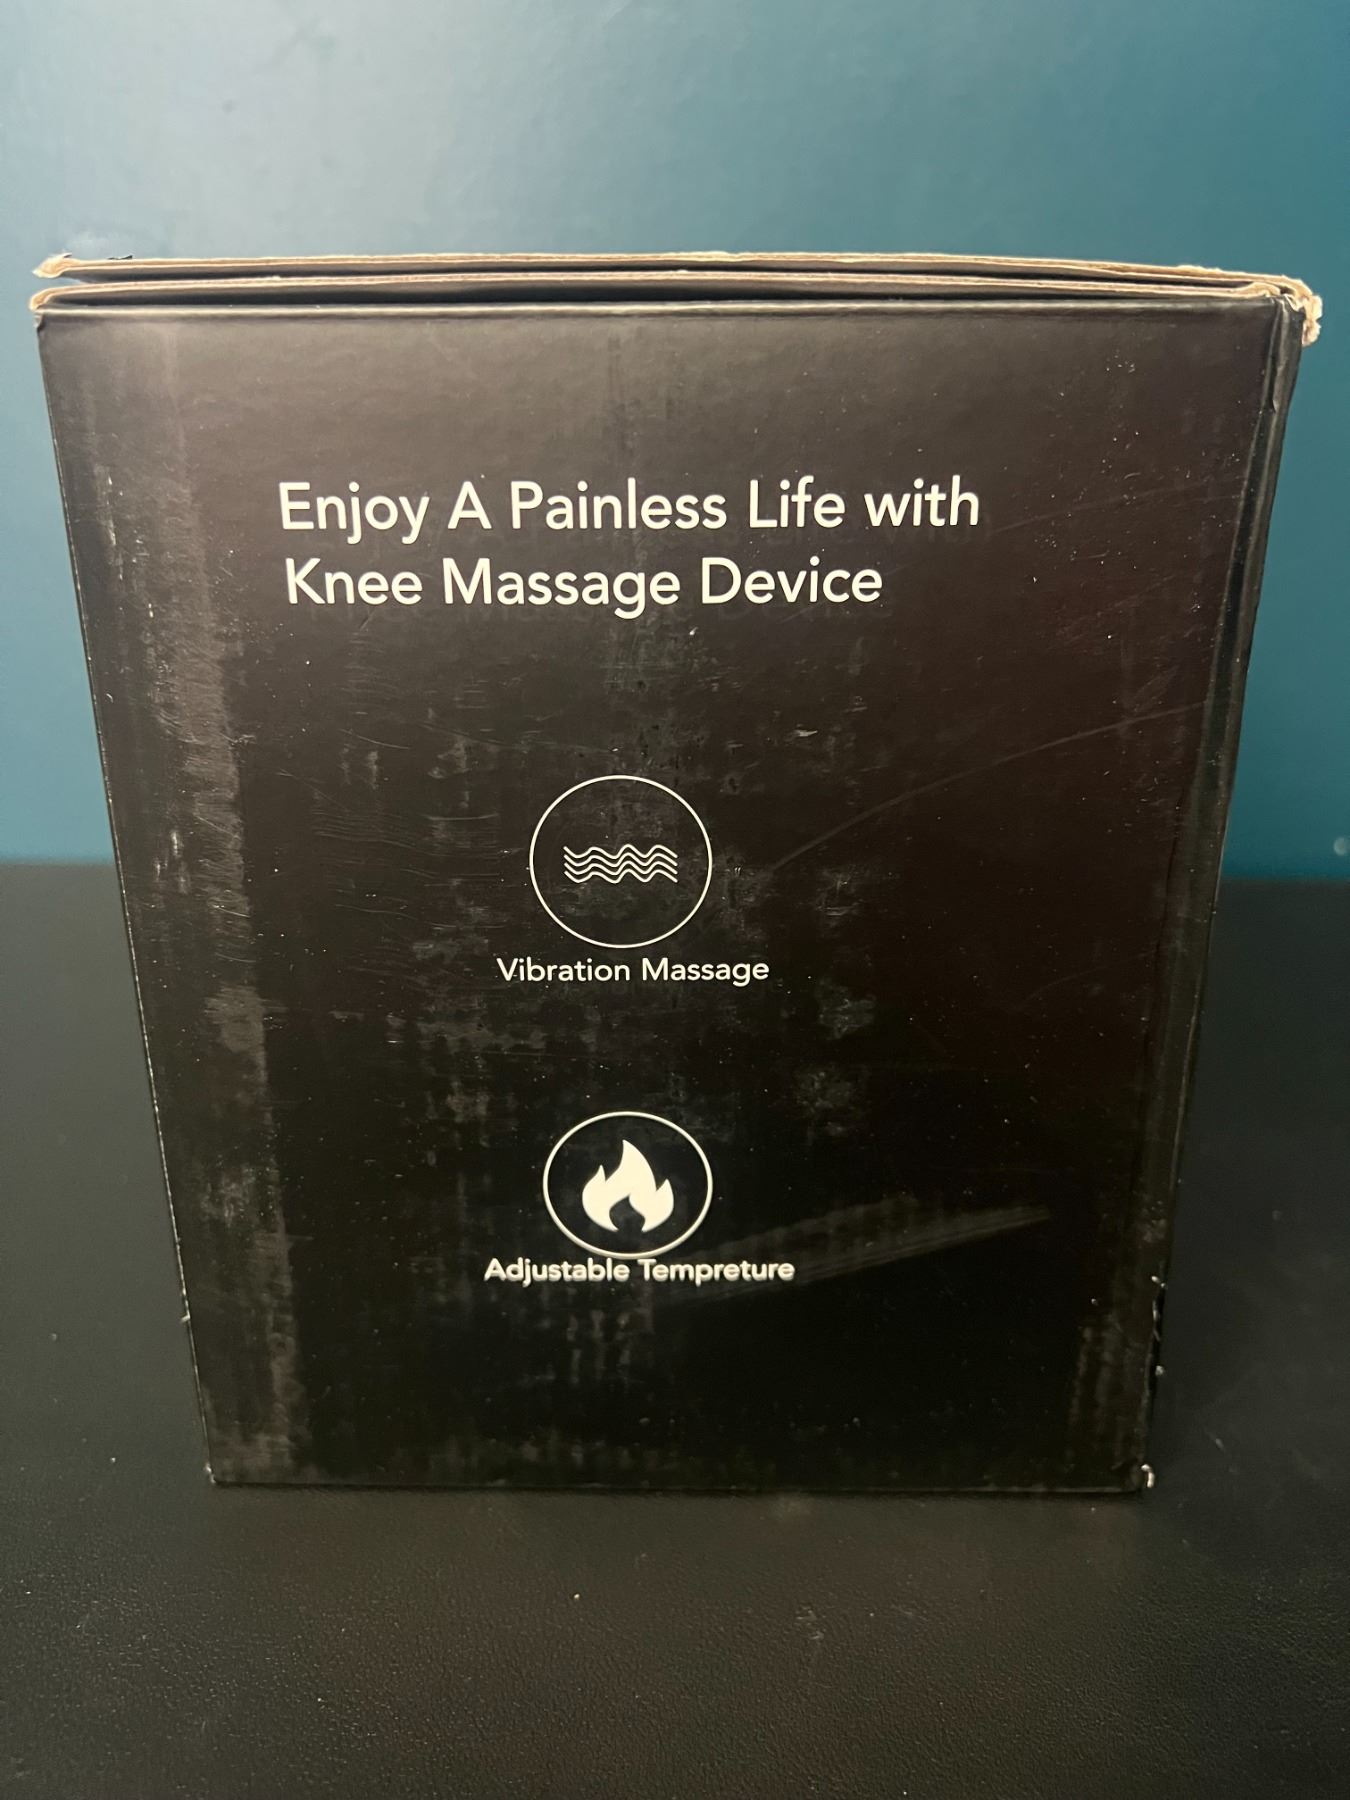 Enjoy A Painless Life with
Knee Massage Device
Vibration Massage
Adjustable Tempreture